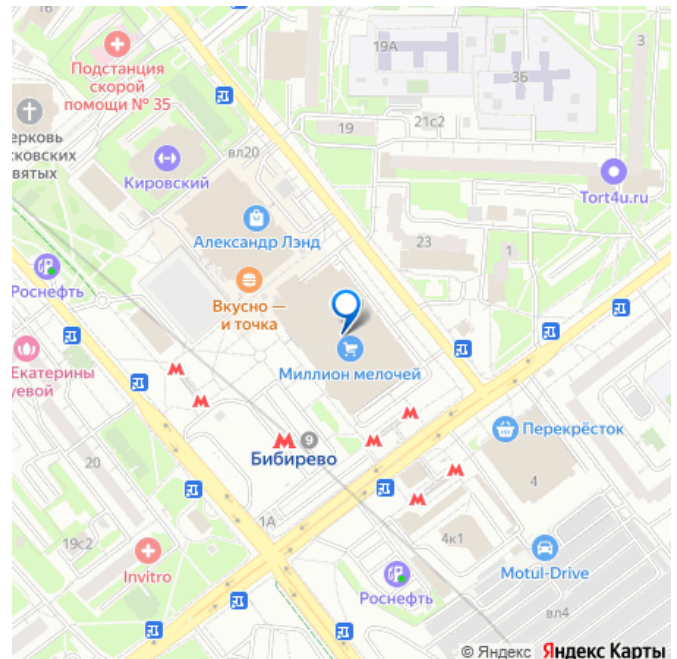 16
3
19А
3Б
Подстанция
скорой
помощи № 35
21с2
19
ерковь
сковских
вятых
вл20
Кировский
Tort4u.ru
Александр Лэнд
23
1
Роснефть
Вкусно —
и точка
Екатерины
уевой
Миллион мелочей
9
Бибирево
Перекрёсток
20
4
1А
19с2
4к1
Invitro
Motul-Drive
Роснефть
вл4
© Яндекс Яндекс Карты